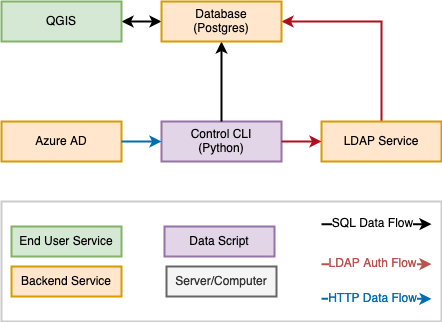 QGIS
Database
(Postgres)
Azure AD
Control CLI
(Python)
LDAP Service
End User Service
Data Script
SQL Data Flow
LDAP Auth Flow
Backend Service
Server/Computer
HTTP Data Flow